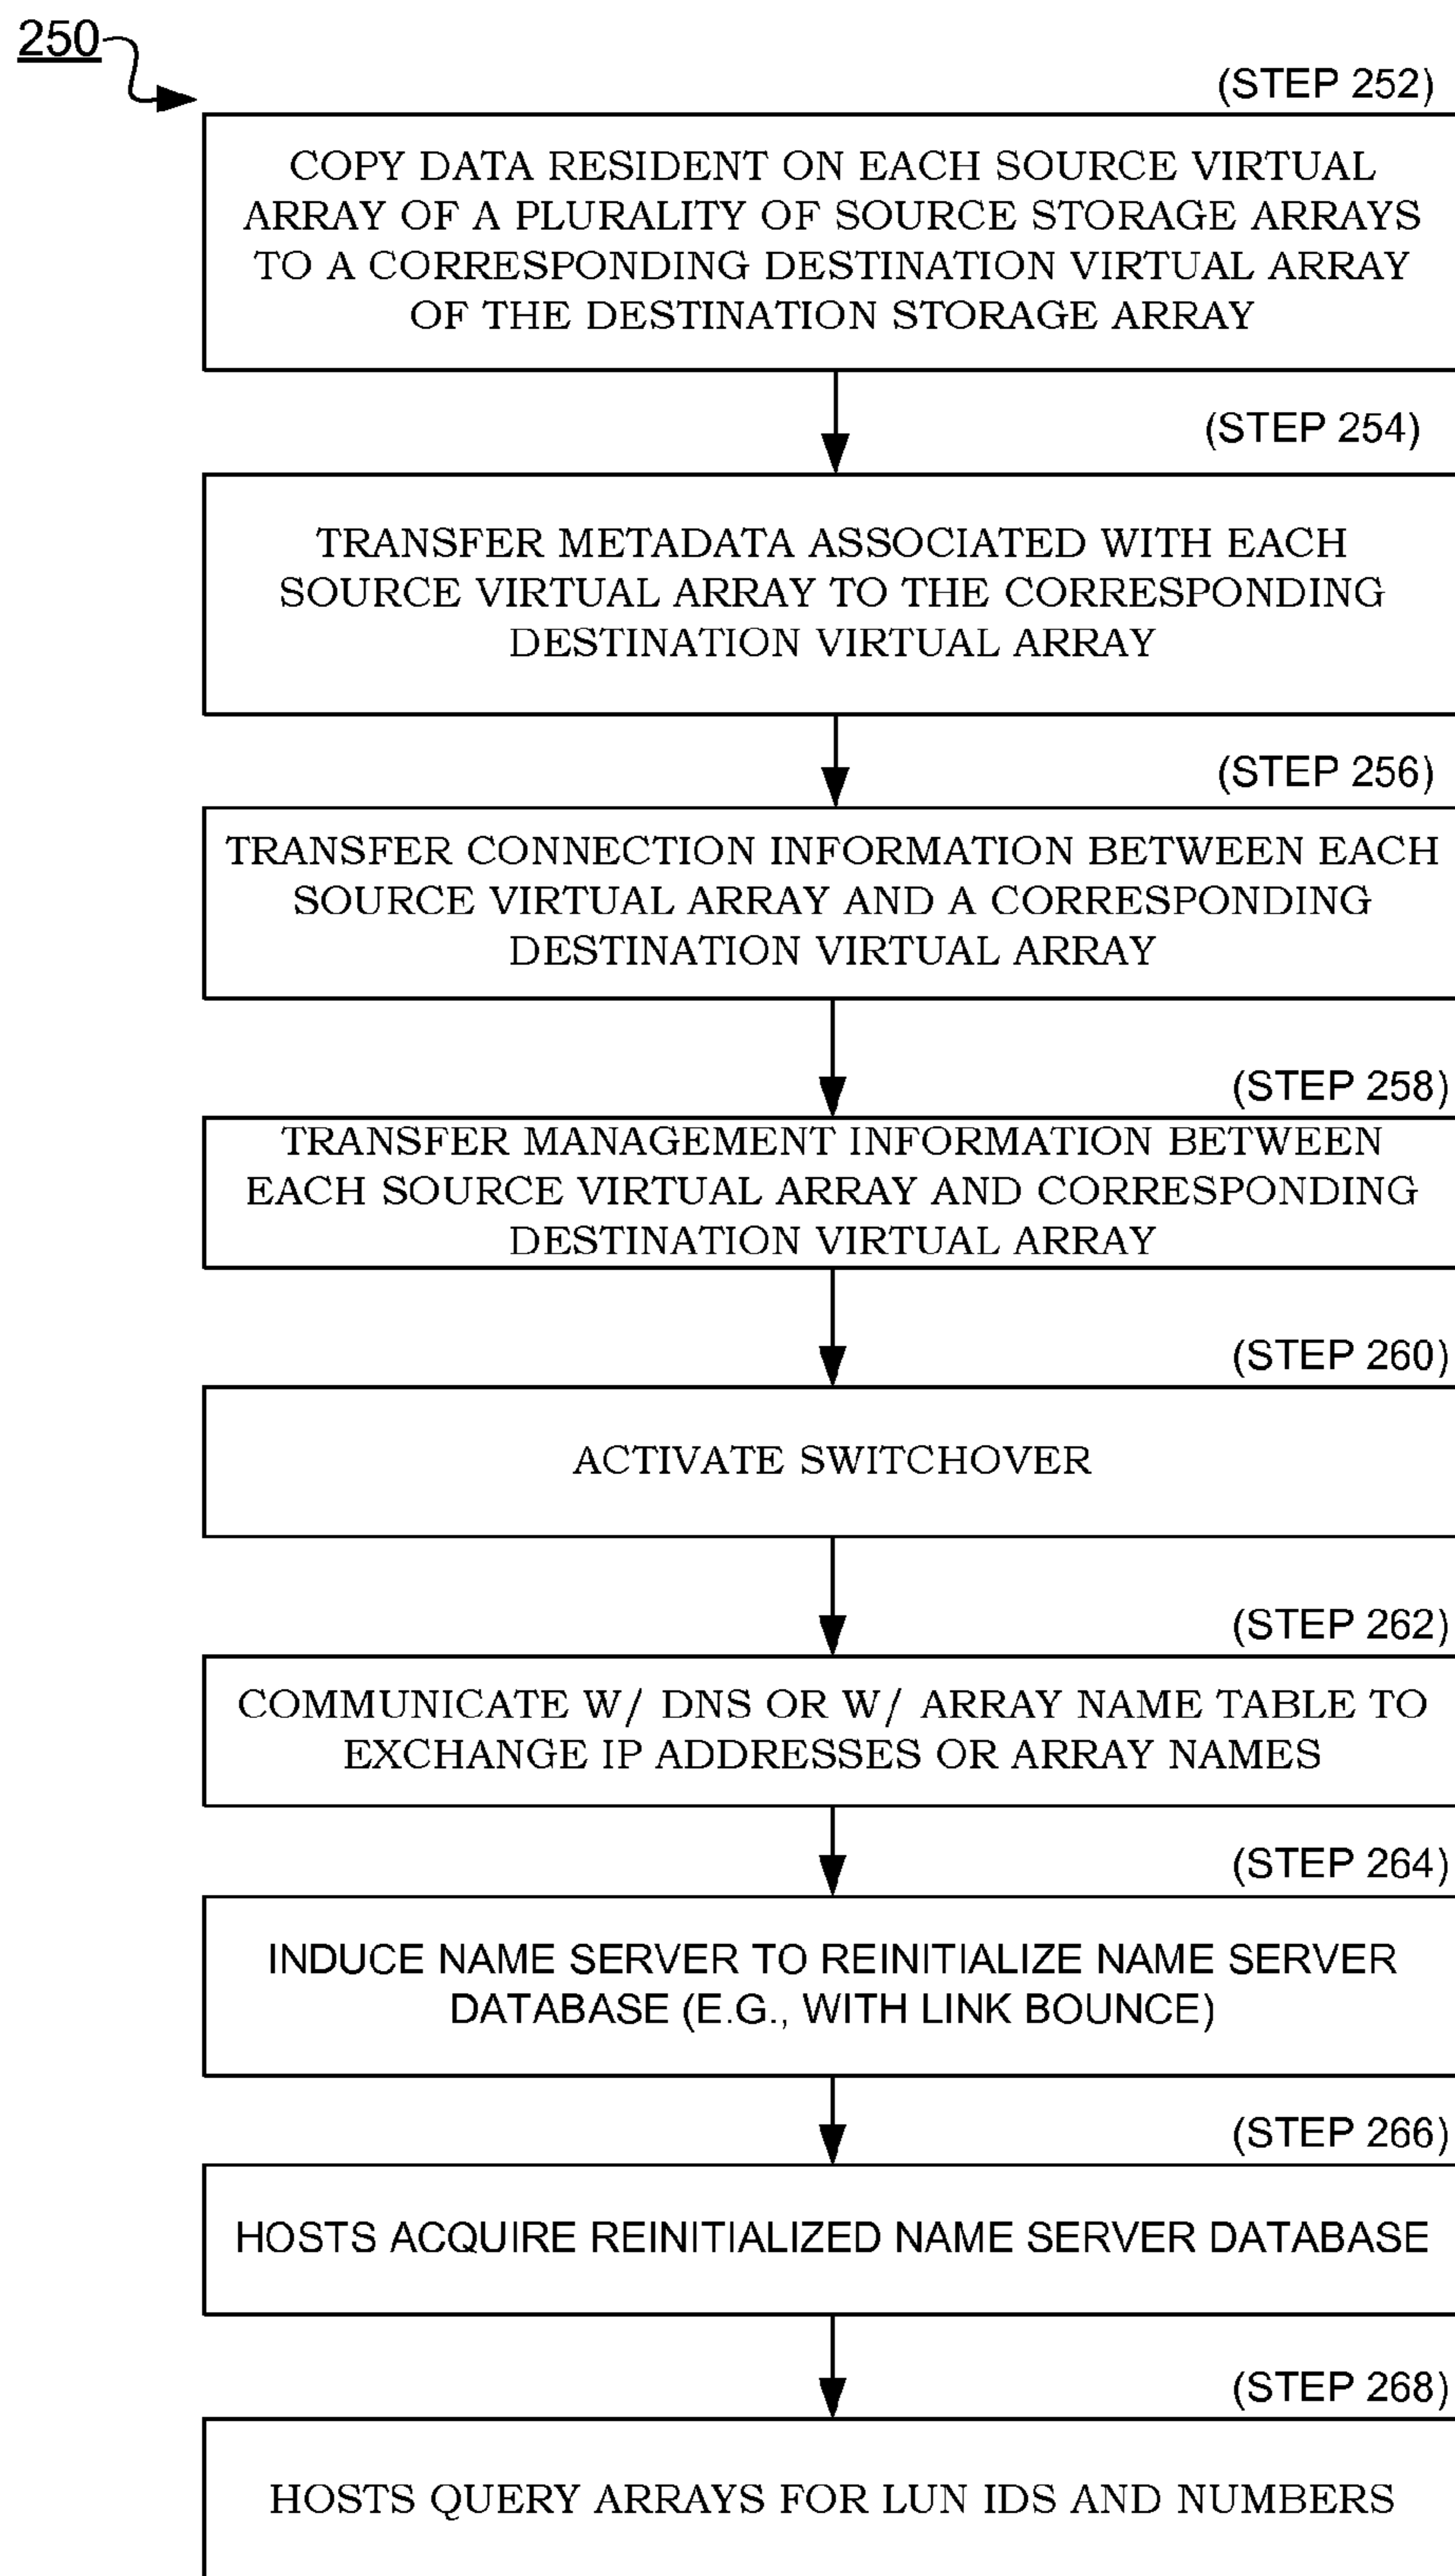 250
(STEP 252)
COPY DATA RESIDENT ON EACH SOURCE VIRTUAL
ARRAY OF A PLURALITY OF SOURCE STORAGE ARRAYS
TO A CORRESPONDING DESTINATION VIRTUAL ARRAY
OF THE DESTINATION STORAGE ARRAY
(STEP 254)
TRANSFER METADATA ASSOCIATED WITH EACH
SOURCE VIRTUAL ARRAY TO THE CORRESPONDING
DESTINATION VIRTUAL ARRAY
(STEP 256)
TRANSFER CONNECTION INFORMATION BETWEEN EACH
SOURCE VIRTUAL ARRAY AND A CORRESPONDING
DESTINATION VIRTUAL ARRAY
(STEP 258)
TRANSFER MANAGEMENT INFORMATION BETWEEN
EACH SOURCE VIRTUAL ARRAY AND CORRESPONDING
DESTINATION VIRTUAL ARRAY
(STEP 260)
ACTIVATE SWITCHOVER
(STEP 262)
COMMUNICATE W/ DNS OR W/ ARRAY NAME TABLE TO
EXCHANGE IP ADDRESSES OR ARRAY NAMES
(STEP 264)
INDUCE NAME SERVER TO REINITIALIZE NAME SERVER
DATABASE (E.G., WITH LINK BOUNCE)
(STEP 266)
HOSTS ACQUIRE REINITIALIZED NAME SERVER DATABASE
(STEP 268)
HOSTS QUERY ARRAYS FOR LUN IDS AND NUMBERS